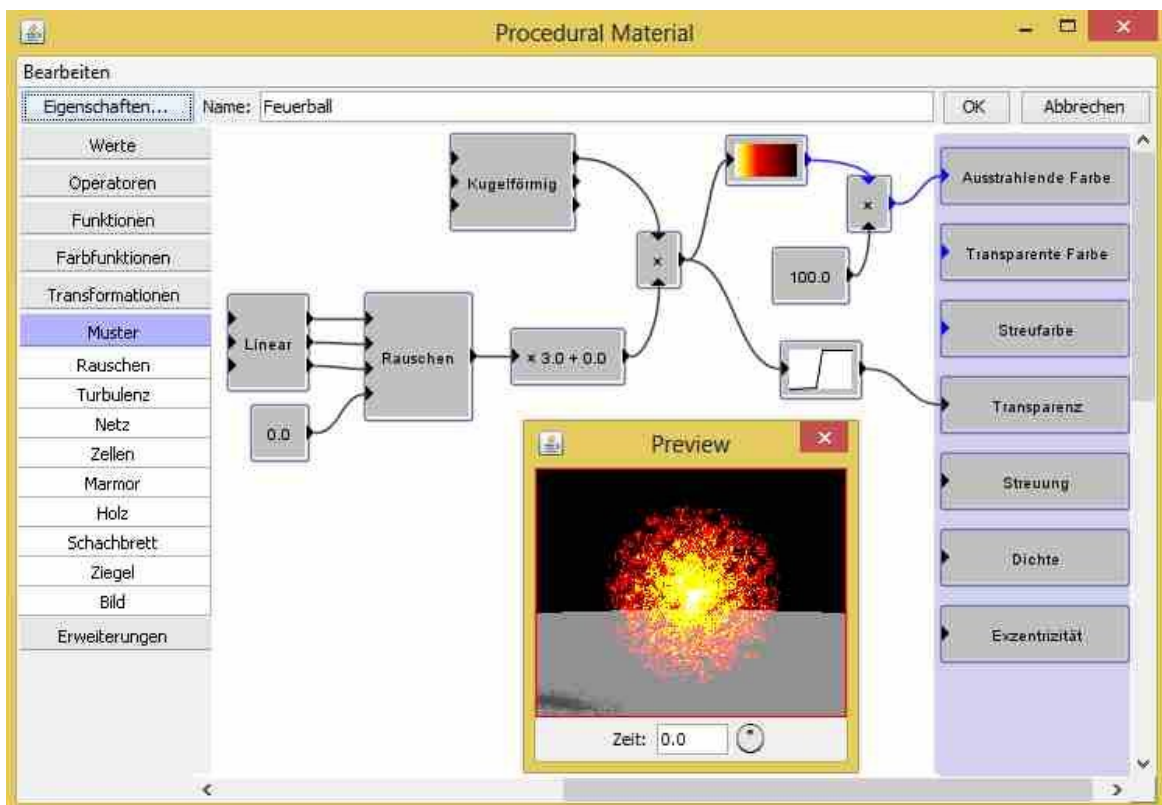 Procedural Material
Bearbeiten
Eigenschaften... Name: Feuerball OK Abbrechen
Werte
Operatoren
Funktionen
Farbfunktionen
Transformationen
Muster
Rauschen
Turbulenz
Netz
Zellen
Marmor
Holz
Schachbrett
Ziegel
Bild
Erweiterungen
Kugelförmig
×
×
100.0
Linear
Rauschen
× 3.0 + 0.0
0.0
Ausstrahlende Farbe
Transparente Farbe
Streufarbe
Transparenz
Streuung
Dichte
Exzentrizität
Preview
Zeit: 0.0